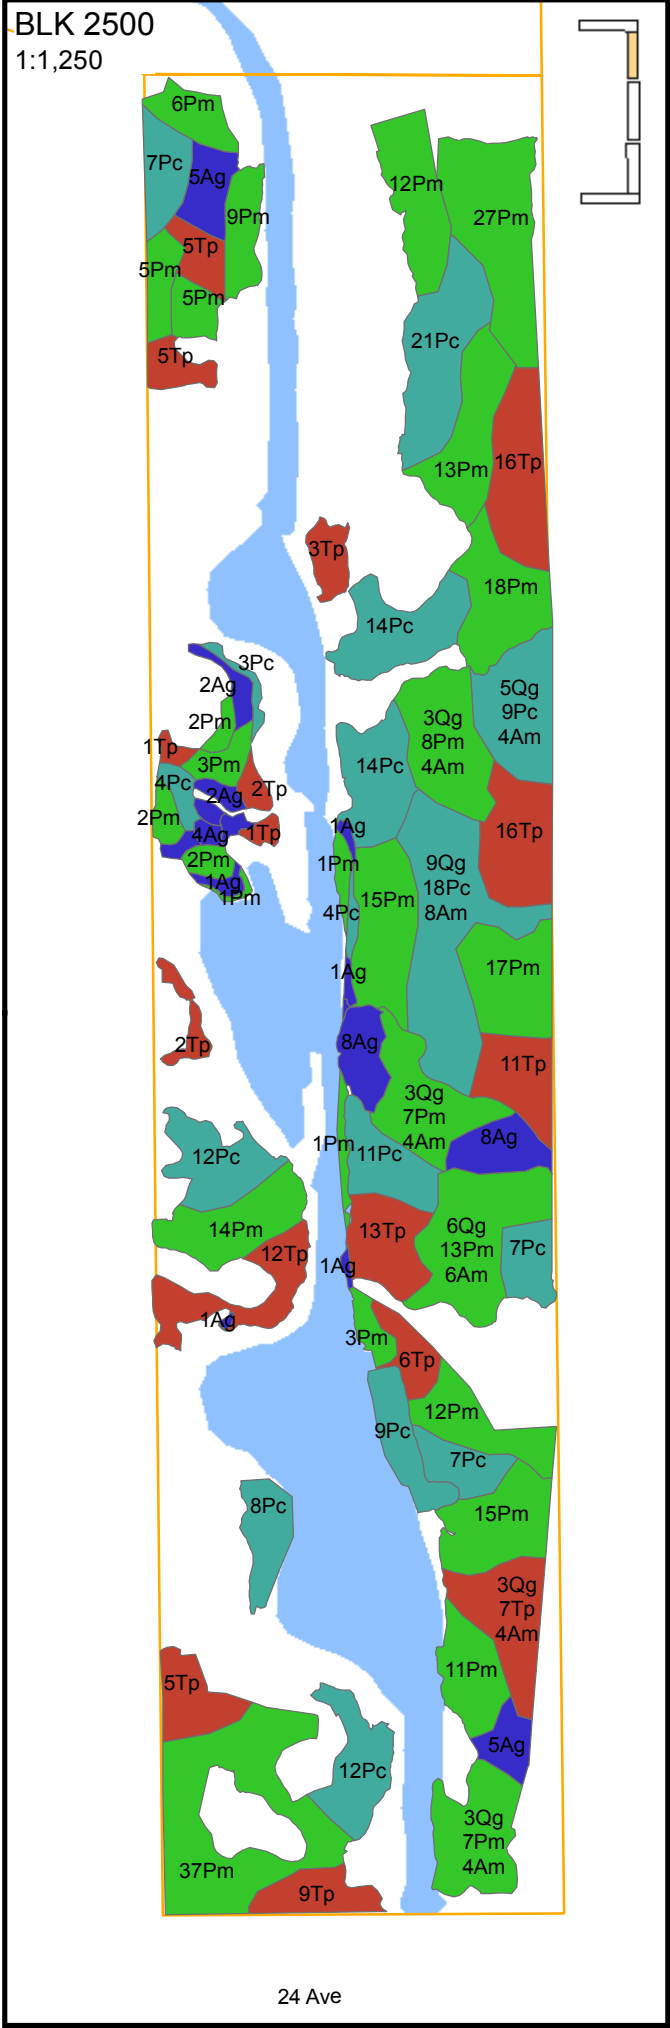 BLK 2500
1:1,250
6Pm
7Pc
5Ag
9Pm
5Tp
5Pm
5Pm
5Tp
12Pm
27Pm
21Pc
13Pm
16Tp
3Tp
18Pm
14Pc
3Pc
2Ag
2Pm
1Tp
3Pm
4Pc
2Ag
2Tp
2Pm
4Ag
1Tp
2Pm
1Ag
1Pm
5Qg
9Pc
4Am
3Qg
8Pm
4Am
14Pc
1Ag
1Pm
16Tp
9Qg
18Pc
8Am
15Pm
4Pc
1Ag
17Pm
2Tp
8Ag
11Tp
3Qg
7Pm
4Am
8Ag
1Pm
11Pc
12Pc
14Pm
12Tp
13Tp
6Qg
13Pm
6Am
7Pc
1Ag
1Ag
3Pm
6Tp
12Pm
9Pc
7Pc
8Pc
15Pm
3Qg
7Tp
4Am
11Pm
5Tp
5Ag
12Pc
3Qg
7Pm
4Am
37Pm
9Tp
24 Ave